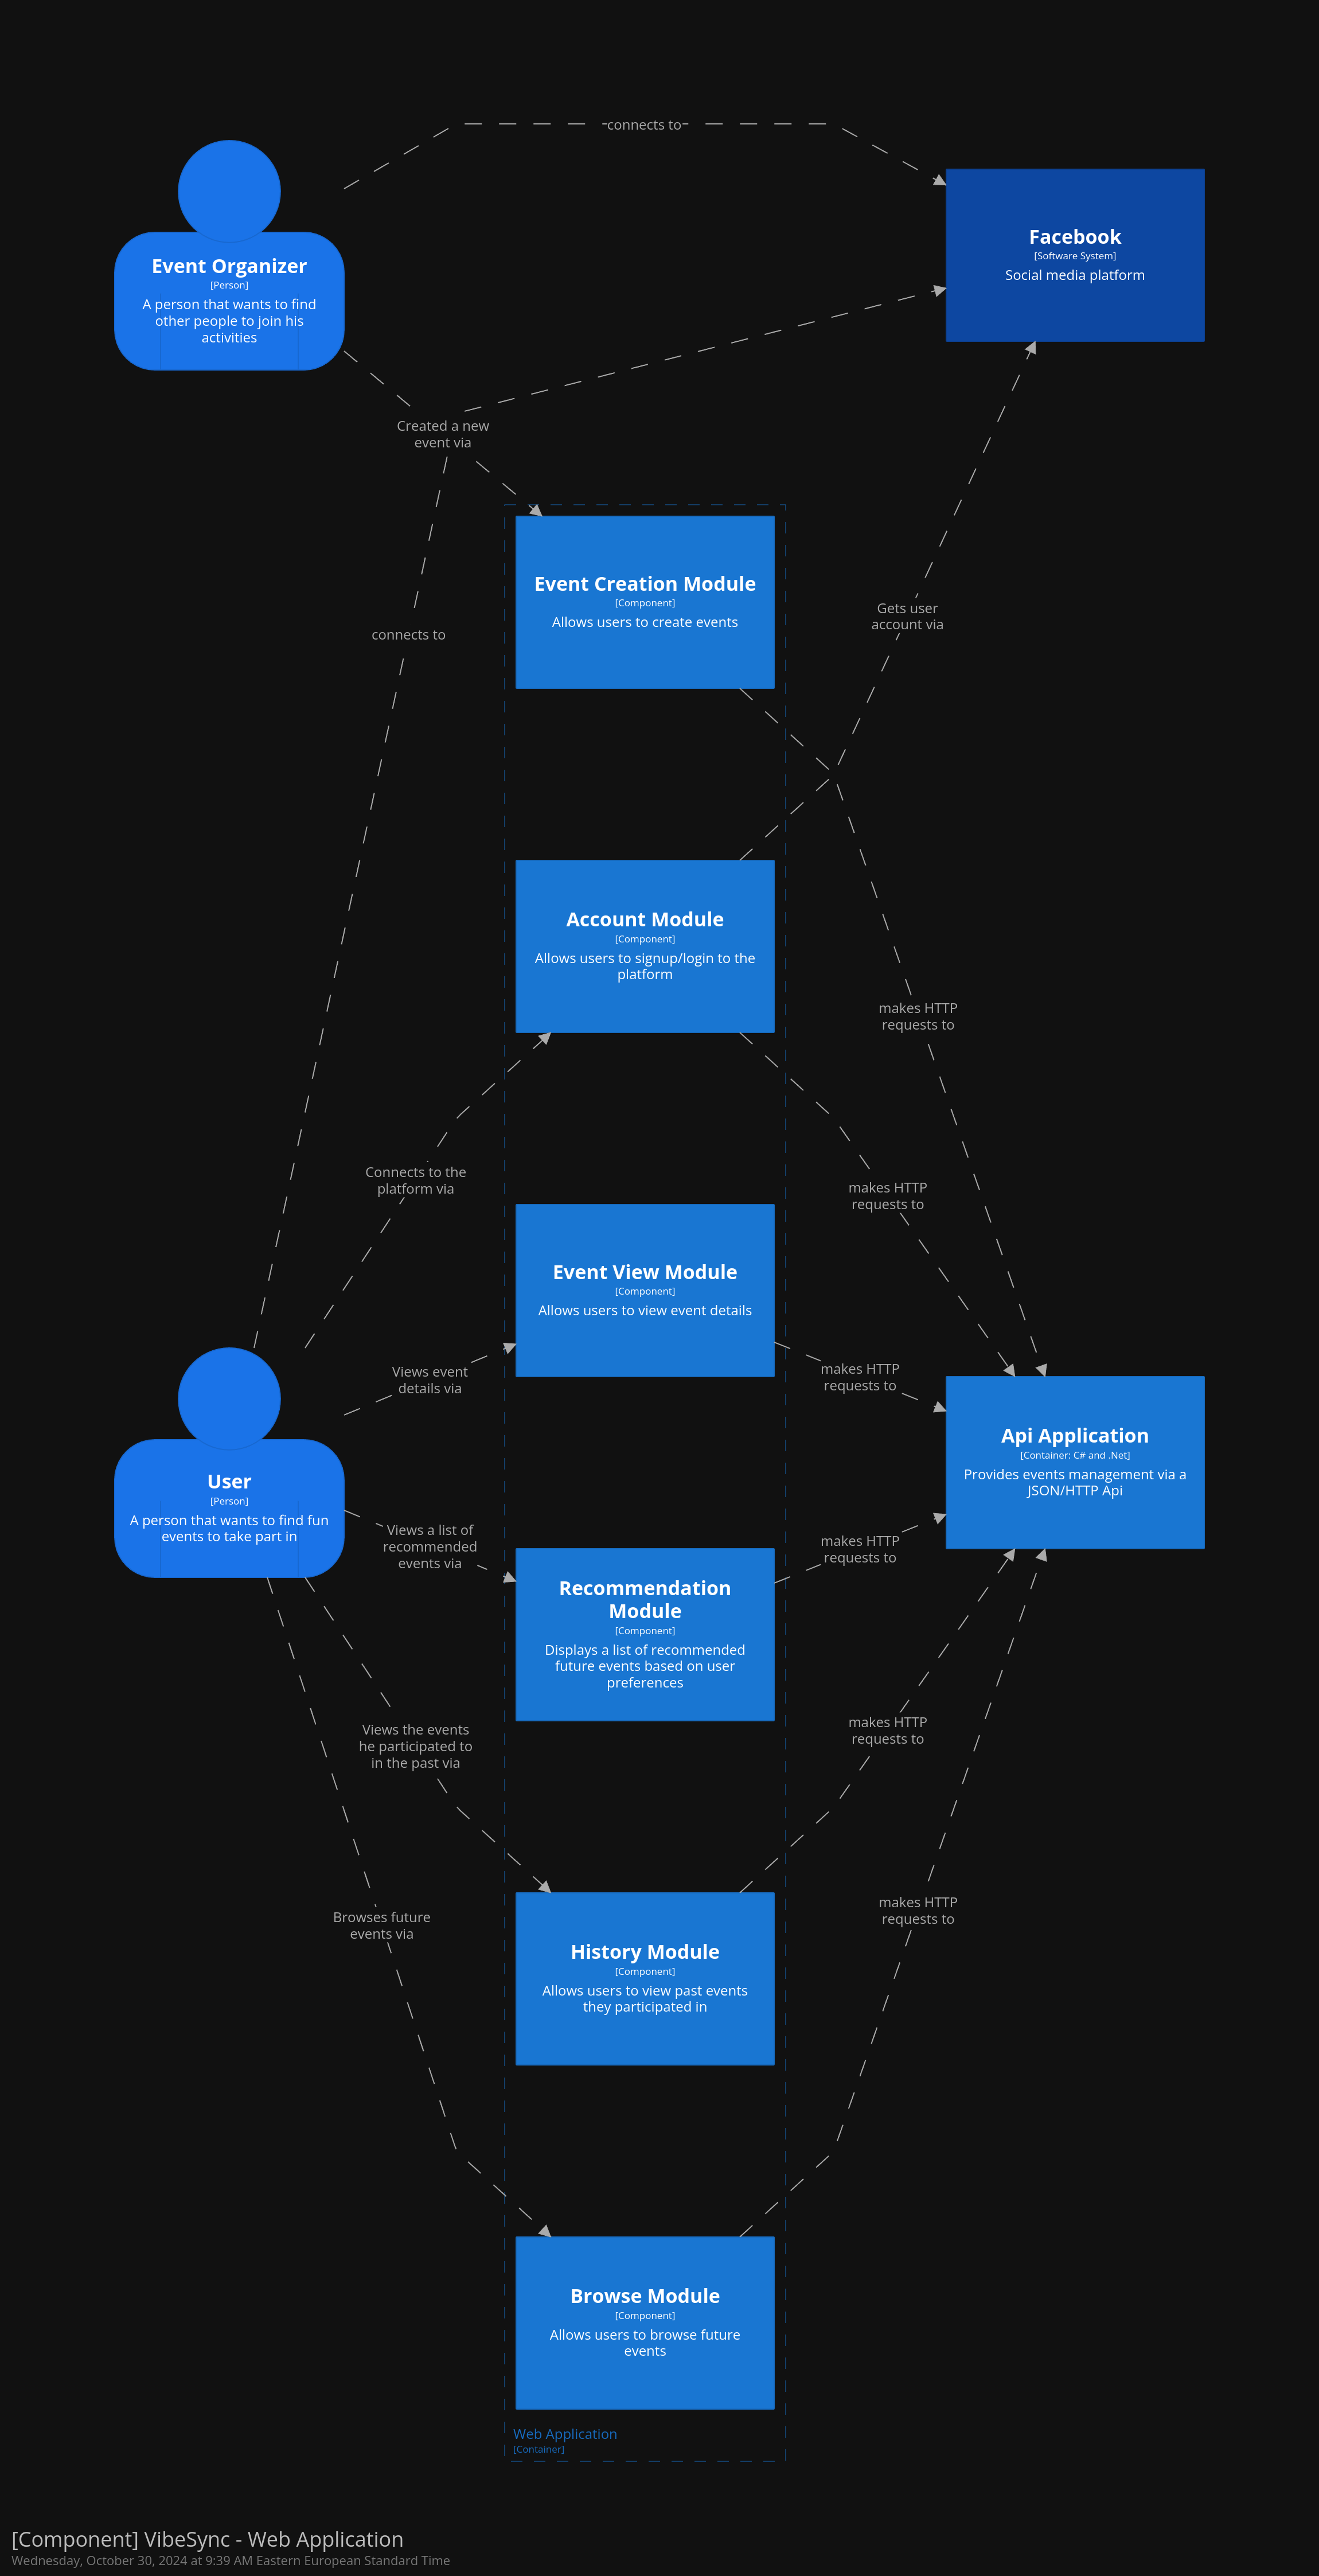 connects to
Event Organizer
[Person]
A person that wants to find
other people to join his
activities
Facebook
[Software System]
Social media platform
Created a new
event via
Event Creation Module
[Component]
Allows users to create events
Gets user
account via
connects to
Account Module
[Component]
Allows users to signup/login to the
platform
makes HTTP
requests to
Connects to the
platform via
makes HTTP
requests to
Event View Module
[Component]
Allows users to view event details
Views event
details via
makes HTTP
requests to
Api Application
[Container: C# and .Net]
Provides events management via a
JSON/HTTP Api
User
[Person]
A person that wants to find fun
events to take part in
Views a list of
recommended
events via
makes HTTP
requests to
Recommendation
Module
[Component]
Displays a list of recommended
future events based on user
preferences
Views the events
he participated to
in the past via
makes HTTP
requests to
Browses future
events via
makes HTTP
requests to
History Module
[Component]
Allows users to view past events
they participated in
Browse Module
[Component]
Allows users to browse future
events
Web Application
[Container]
[Component] VibeSync - Web Application
Wednesday, October 30, 2024 at 9:39 AM Eastern European Standard Time